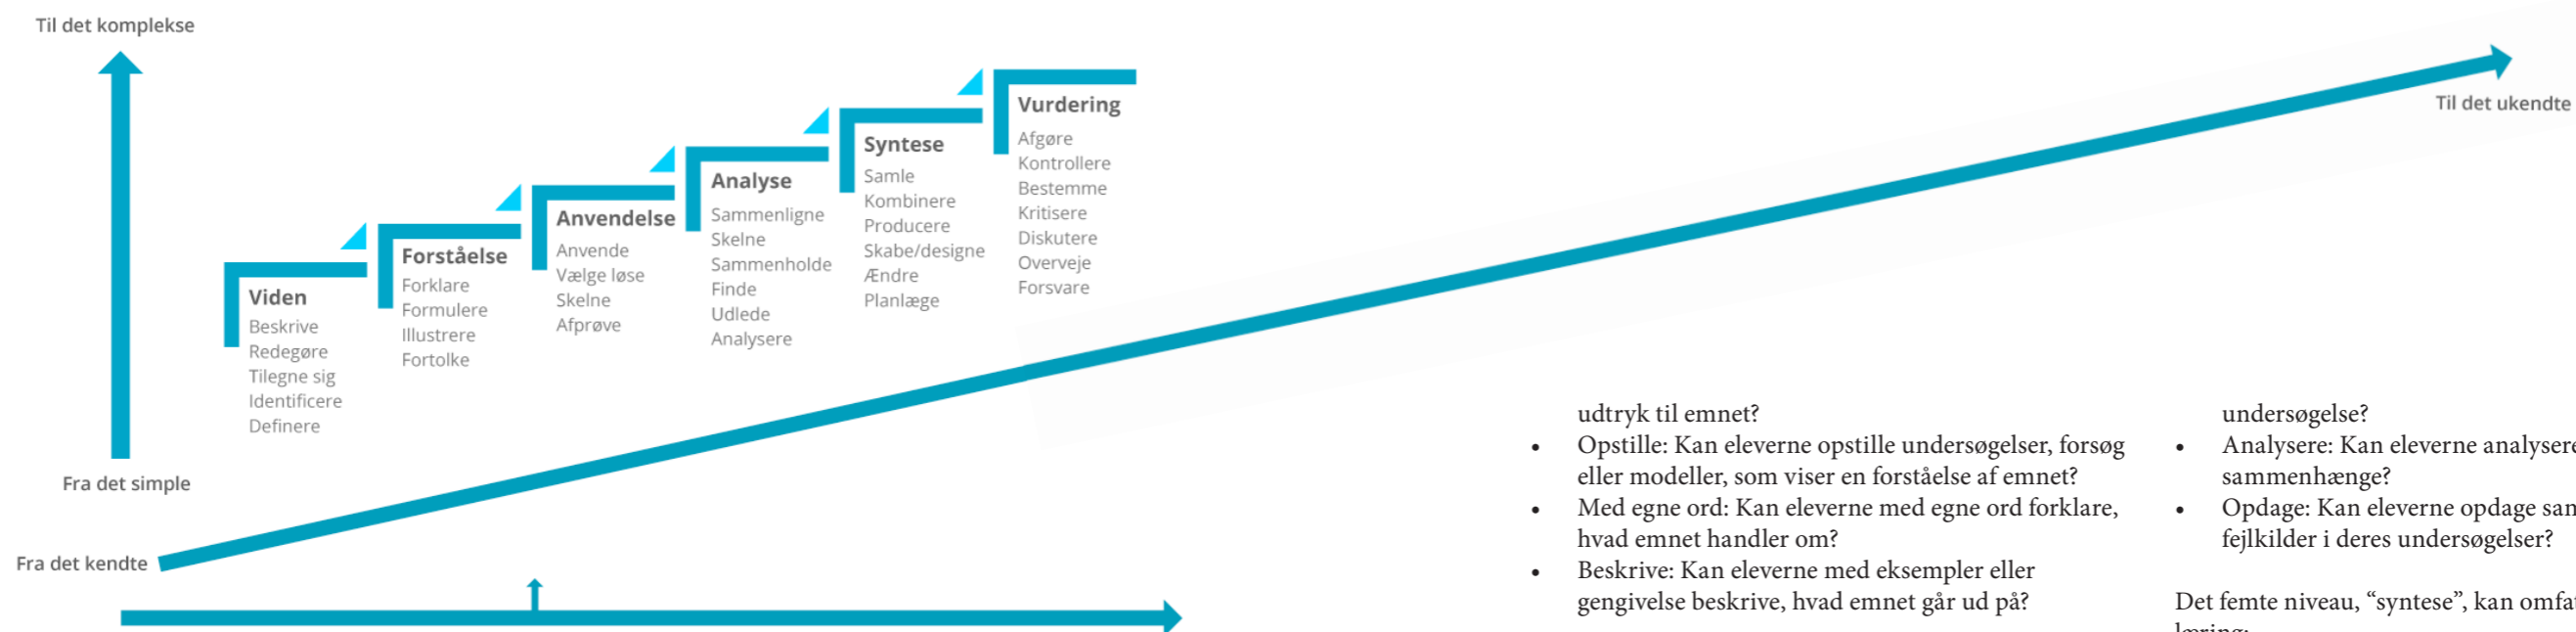 Til det komplekse
Til det ukendte
Vurdering
Afgøre
Kontrollere
Bestemme
Kritisere
Diskutere
Overveje
Forsvare
Syntese
Samle
Kombinere
Producere
Skabe/designe
Ændre
Planlæge
Analyse
Sammenligne
Skelne
Sammenholde
Finde
Udlede
Analysere
Anvendelse
Anvende
Vælge løse
Skelne
Afprøve
Forståelse
Forklare
Formulere
Illustrere
Fortolke
Viden
Beskrive
Redegøre
Tilegne sig
Identificere
Definere
Fra det simple
Fra det kendte
udtryk til emnet?
• Opstille: Kan eleverne opstille undersøgelser, forsøg
eller modeller, som viser en forståelse af emnet?
• Med egne ord: Kan eleverne med egne ord forklare,
hvad emnet handler om?
• Beskrive: Kan eleverne med eksempler eller
gengivelse beskrive, hvad emnet går ud på?
undersøgelse?
• Analysere: Kan eleverne analysere
sammenhænge?
• Opdage: Kan eleverne opdage
fejlkilder i deres undersøgelser?
Det femte niveau, “syntese”, kan